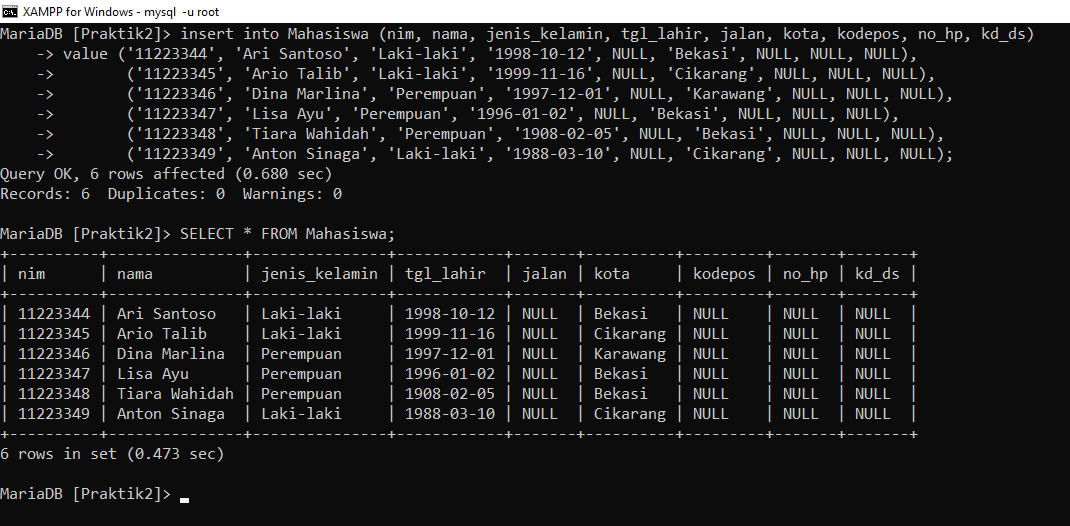 XAMPP for Windows - mysql -u root
MariaDB [Praktik2]> insert into Mahasiswa (nim, nama, jenis_kelamin, tgl_lahir, jalan, kota, kodepos, no_hp, kd_ds)
    -> value ('11223344', 'Ari Santoso', 'Laki-laki', '1998-10-12', NULL, 'Bekasi', NULL, NULL, NULL),
    ->        ('11223345', 'Ario Talib', 'Laki-laki', '1999-11-16', NULL, 'Cikarang', NULL, NULL, NULL),
    ->        ('11223346', 'Dina Marlina', 'Perempuan', '1997-12-01', NULL, 'Karawang', NULL, NULL, NULL),
    ->        ('11223347', 'Lisa Ayu', 'Perempuan', '1996-01-02', NULL, 'Bekasi', NULL, NULL, NULL),
    ->        ('11223348', 'Tiara Wahidah', 'Perempuan', '1908-02-05', NULL, 'Bekasi', NULL, NULL, NULL),
    ->        ('11223349', 'Anton Sinaga', 'Laki-laki', '1988-03-10', NULL, 'Cikarang', NULL, NULL, NULL);
Query OK, 6 rows affected (0.680 sec)
Records: 6  Duplicates: 0  Warnings: 0
MariaDB [Praktik2]> SELECT * FROM Mahasiswa;
+----------+---------------+---------------+------------+-------+----------+---------+-------+-------+
| nim      | nama          | jenis_kelamin | tgl_lahir  | jalan | kota     | kodepos | no_hp | kd_ds |
+----------+---------------+---------------+------------+-------+----------+---------+-------+-------+
| 11223344 | Ari Santoso   | Laki-laki     | 1998-10-12 | NULL  | Bekasi   | NULL    | NULL  | NULL  |
| 11223345 | Ario Talib    | Laki-laki     | 1999-11-16 | NULL  | Cikarang | NULL    | NULL  | NULL  |
| 11223346 | Dina Marlina  | Perempuan     | 1997-12-01 | NULL  | Karawang | NULL    | NULL  | NULL  |
| 11223347 | Lisa Ayu      | Perempuan     | 1996-01-02 | NULL  | Bekasi   | NULL    | NULL  | NULL  |
| 11223348 | Tiara Wahidah | Perempuan     | 1908-02-05 | NULL  | Bekasi   | NULL    | NULL  | NULL  |
| 11223349 | Anton Sinaga  | Laki-laki     | 1988-03-10 | NULL  | Cikarang | NULL    | NULL  | NULL  |
+----------+---------------+---------------+------------+-------+----------+---------+-------+-------+
6 rows in set (0.473 sec)
MariaDB [Praktik2]>